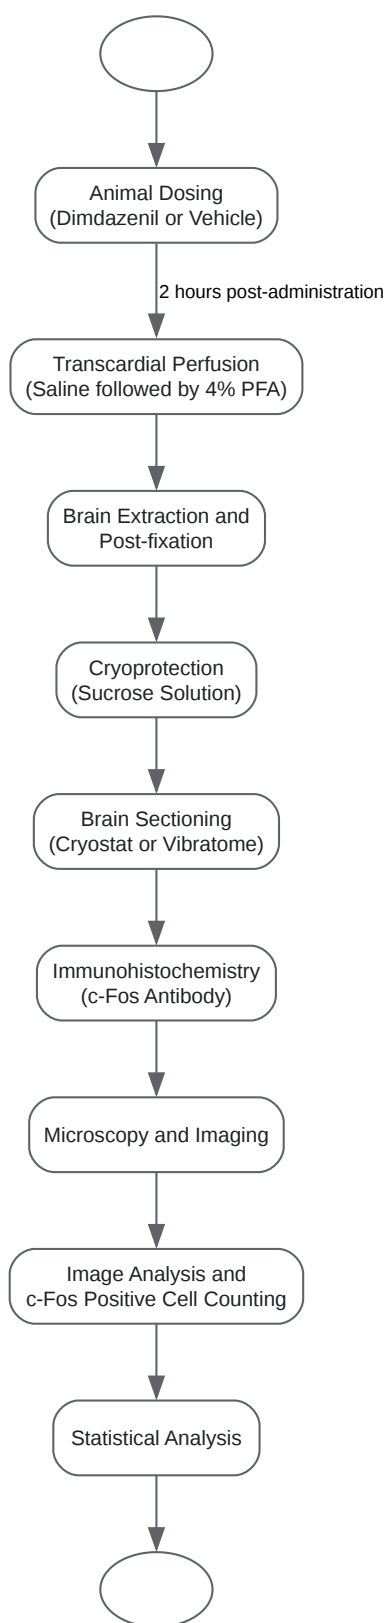 Animal Dosing
(Dimdazenil or Vehicle)
2 hours post-administration
Transcardial Perfusion
(Saline followed by 4% PFA)
Brain Extraction and
Post-fixation
Cryoprotection
(Sucrose Solution)
Brain Sectioning
(Cryostat or Vibratome)
Immunohistochemistry
(c-Fos Antibody)
Microscopy and Imaging
Image Analysis and
c-Fos Positive Cell Counting
Statistical Analysis